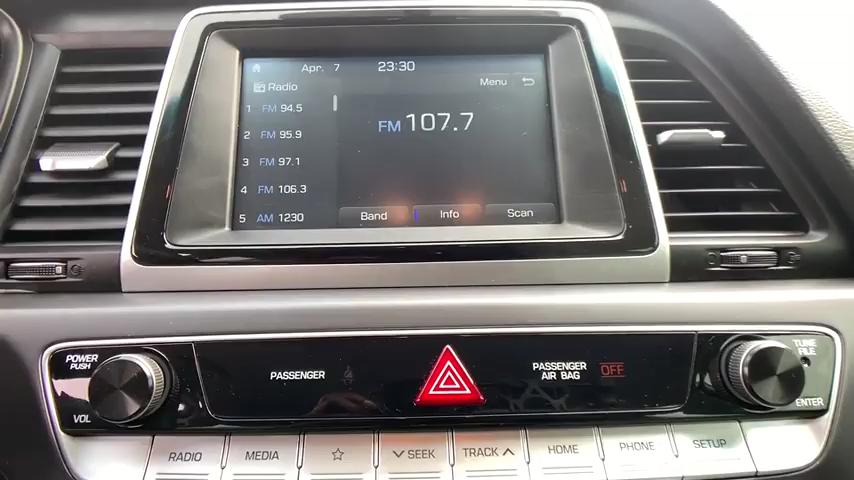 Apr. 7 23:30
Radio
Menu
1 FM 94.5
2 FM 95.9
3 FM 97.1
4 FM 106.3
5 AM 1230
FM 107.7
Band Info Scan
POWER
PUSH
VOL
PASSENGER
PASSENGER
AIR BAG
OFF
TUNE
FILE
ENTER
RADIO MEDIA SEEK TRACK HOME PHONE SETUP